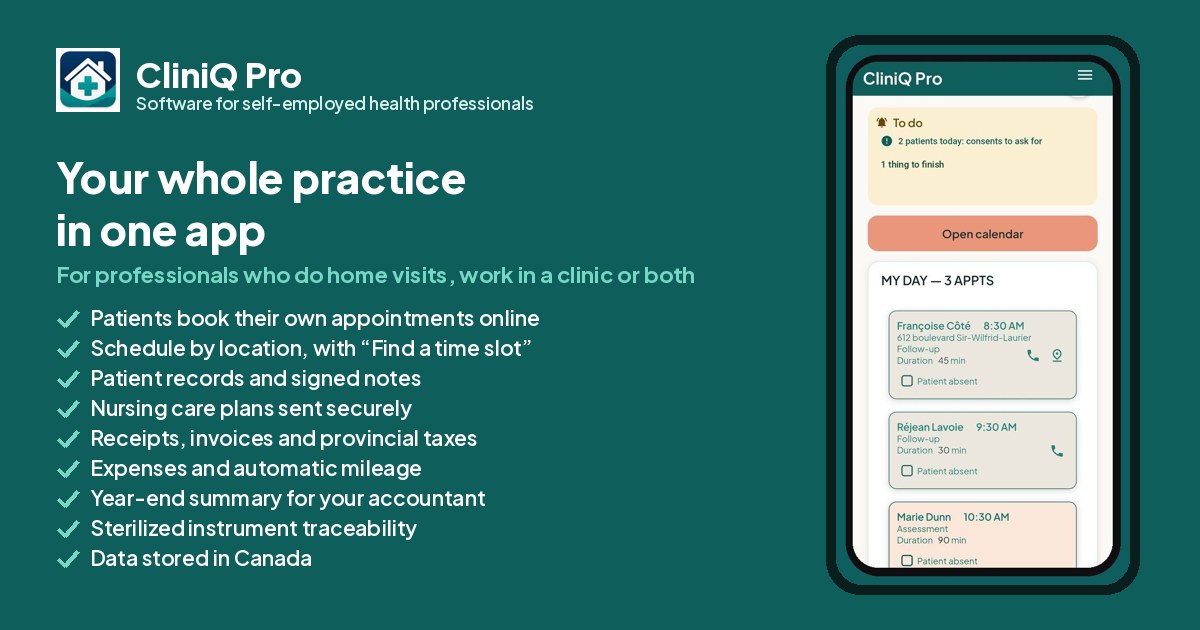 CliniQ Pro
Software for self-employed health professionals
Your whole practice
in one app
For professionals who do home visits, work in a clinic or both
Patients book their own appointments online
Schedule by location, with “Find a time slot”
Patient records and signed notes
Nursing care plans sent securely
Receipts, invoices and provincial taxes
Expenses and automatic mileage
Year-end summary for your accountant
Sterilized instrument traceability
Data stored in Canada
CliniQ Pro
To do
2 patients today: consents to ask for
1 thing to finish
Open calendar
MY DAY — 3 APPTS
Françoise Côté 8:30 AM
612 boulevard Sir-Wilfrid-Laurier
Follow-up
Duration 45 min
Patient absent
Réjean Lavoie 9:30 AM
Follow-up
Duration 30 min
Patient absent
Marie Dunn 10:30 AM
Assessment
Duration 90 min
Patient absent